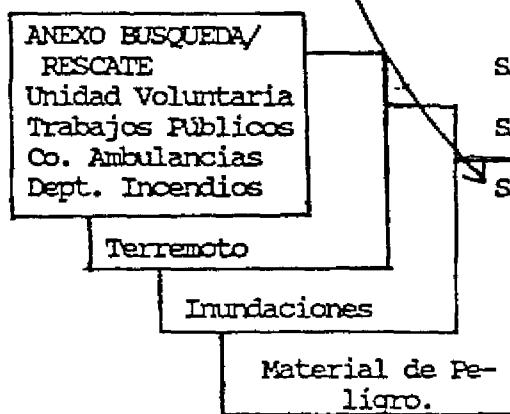 ANEXO BUSQUEDA/
RESCATE
Unidad Voluntaria
Trabajos Públicos
Co. Ambulancias
Dept. Incendios
S
S
S
Terremoto
Inundaciones
Material de Pe-
ligro.